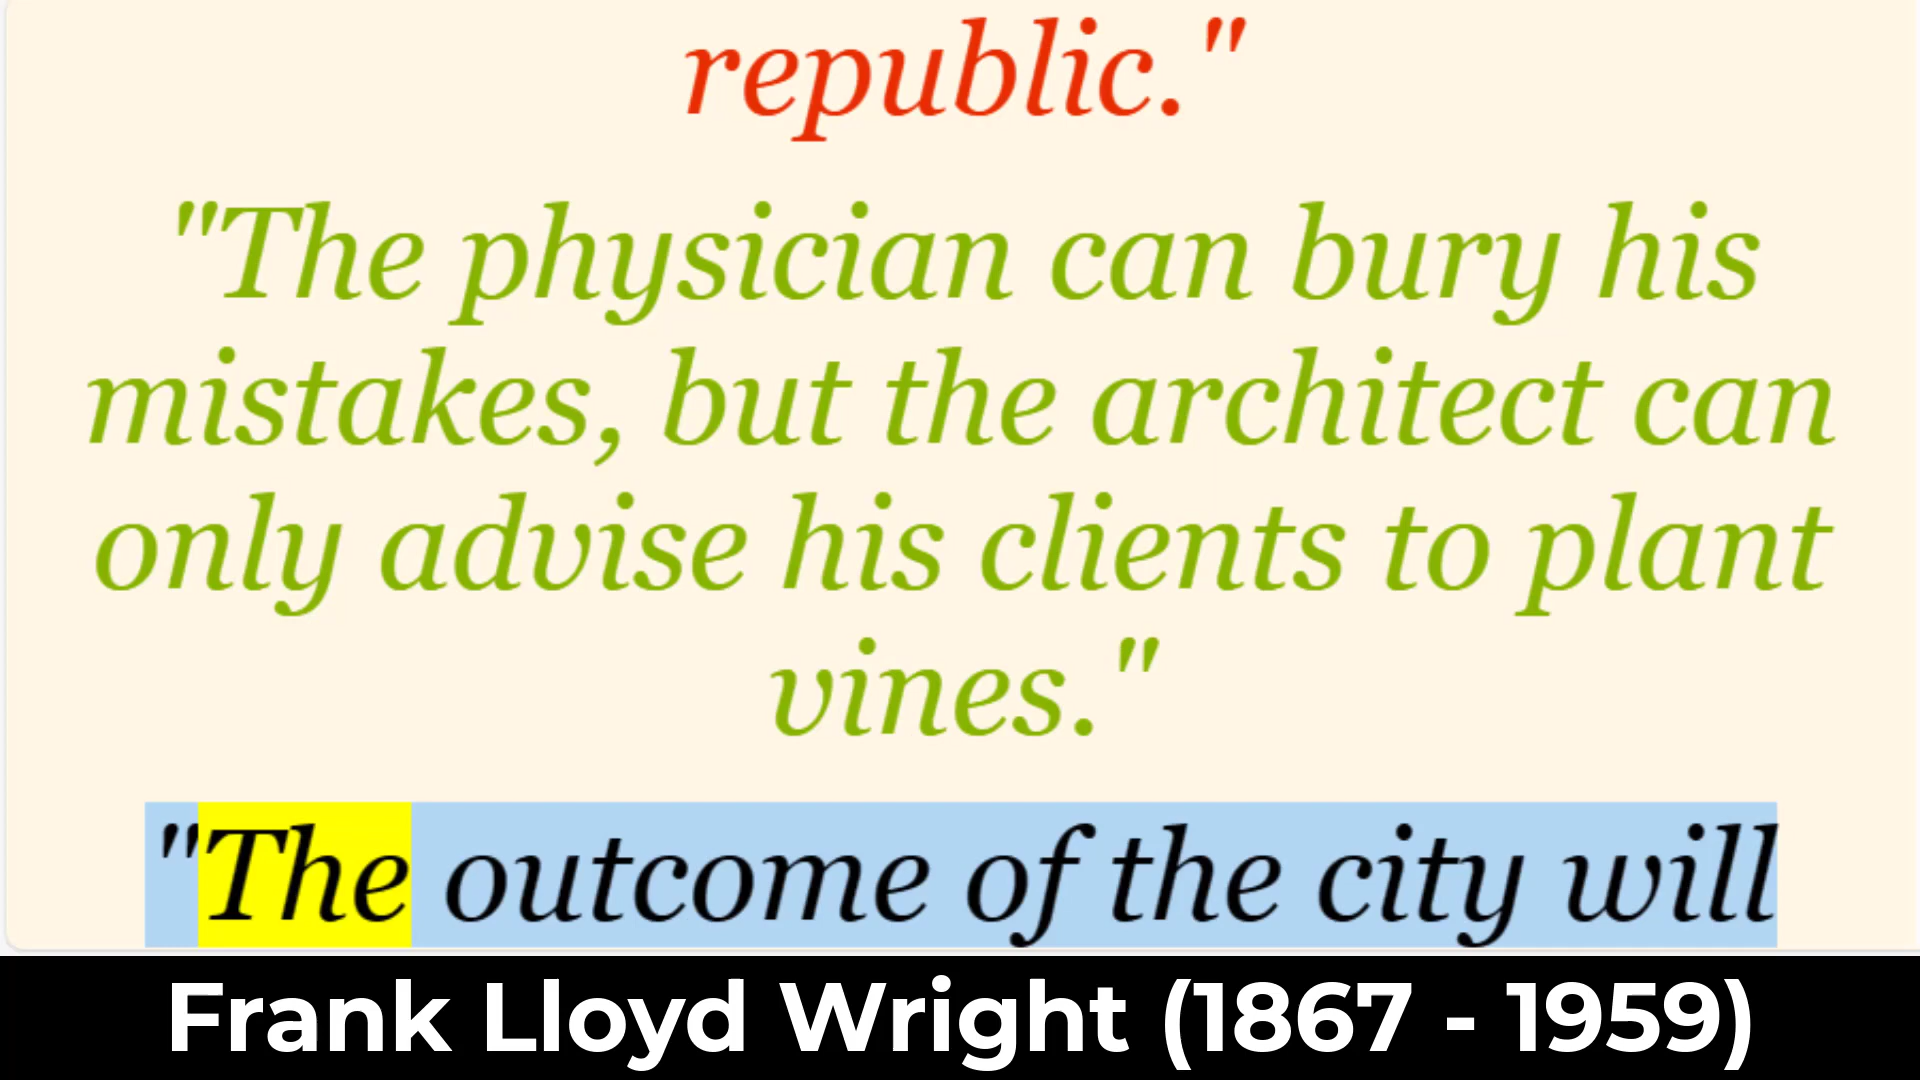 republic."
"The physician can bury his
mistakes, but the architect can
only advise his clients to plant
vines."
"The outcome of the city will
Frank Lloyd Wright (1867 - 1959)